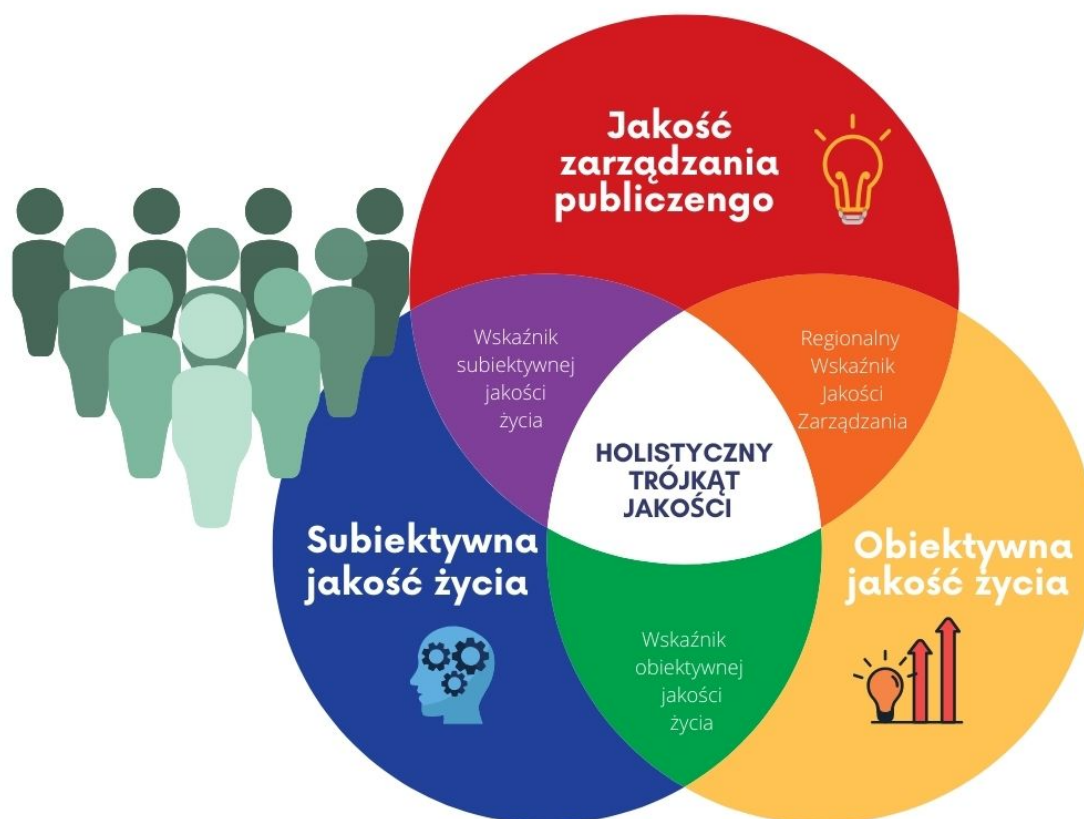 Jakość
zarządzania
publiczengo
Wskaźnik
subiektywnej
jakości
życia
Regionalny
Wskaźnik
Jakości
Zarządzania
HOLISTYCZNY
TRÓJKĄT
JAKOŚCI
Subiektywna
jakość życia
Obiektywna
jakość życia
Wskaźnik
obiektywnej
jakości
życia